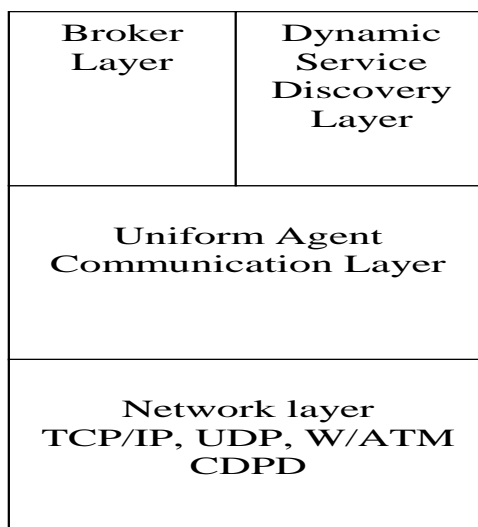 Broker
Layer
Dynamic
Service
Discovery
Layer
Uniform Agent
Communication Layer
Network layer
TCP/IP, UDP, W/ATM
CDPD